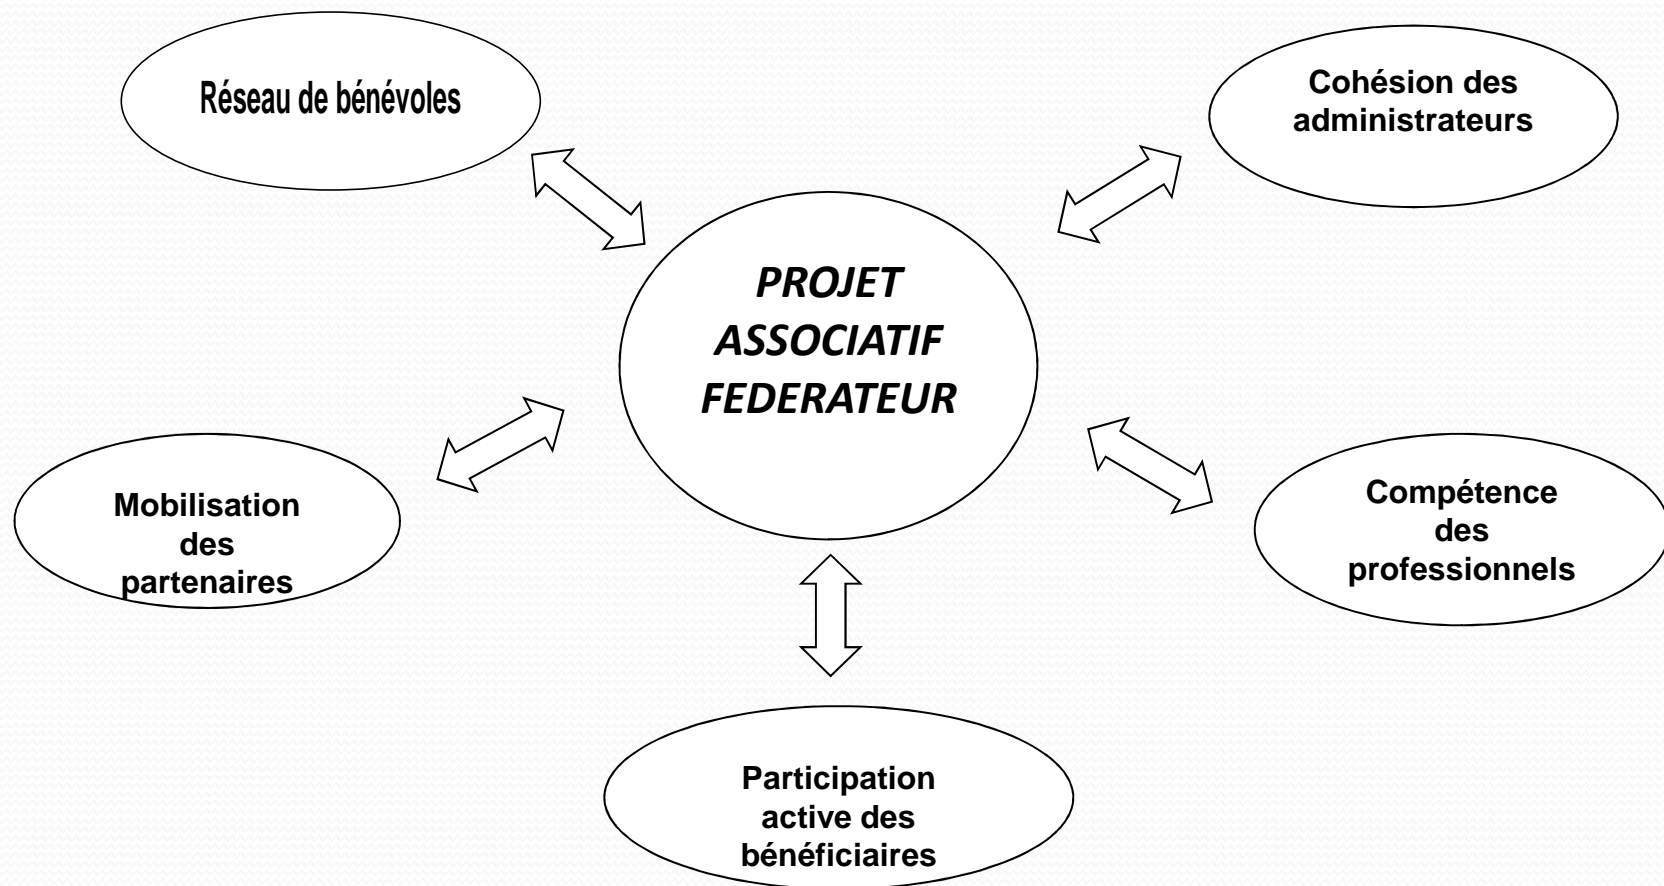 Réseau de bénévoles
Cohésion des
administrateurs
PROJET
ASSOCIATIF
FEDERATEUR
Mobilisation
des
partenaires
Compétence
des
professionnels
Participation
active des
bénéficiaires